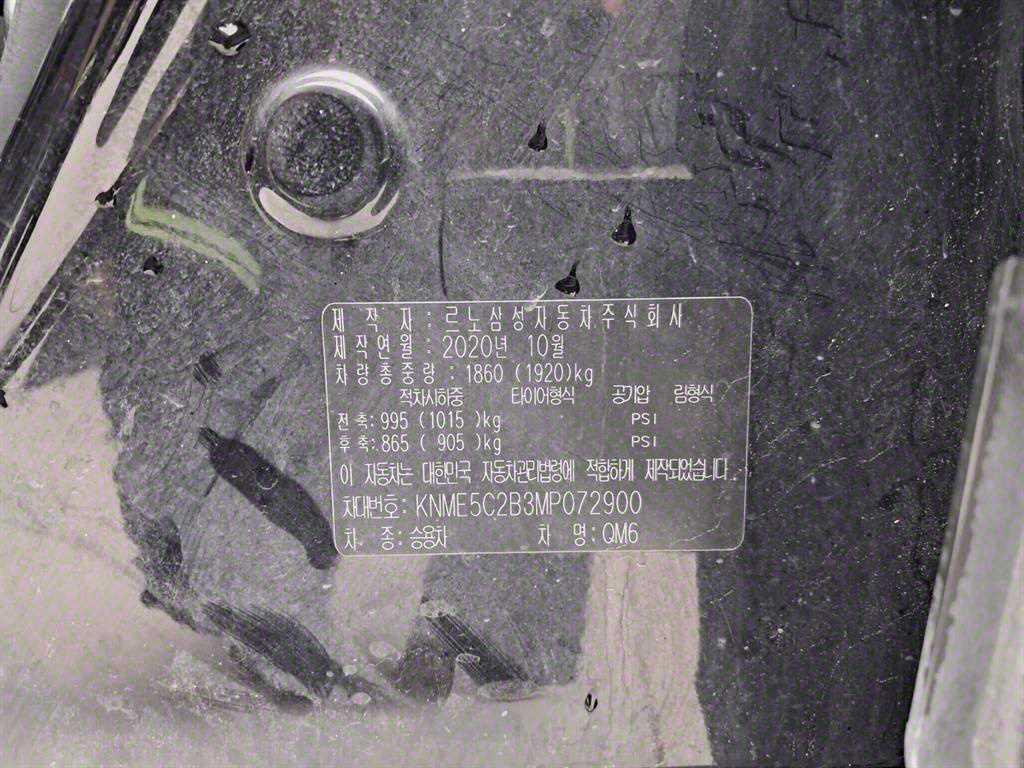 제 작 자 : 르노삼성자동차주식회사
제작연월 : 2020년 10월
차량총중량 : 1860 (1920)kg
적차시하중 타이어형식 공기압 림형식
전축: 995 (1015 )kg PSI
후축: 865 ( 905 )kg PSI
이 자동차는 대한민국 자동차관리법령에 적합하게 제작되었습니다.
차대번호: KNME5C2B3MP072900
차 종: 승용차 차 명: QM6